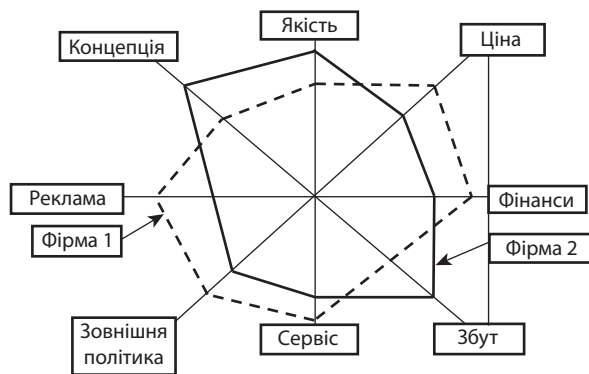 Якість
Концепція
Ціна
Реклама
Фінанси
Фірма 1
Фірма 2
Зовнішня
політика
Сервіс
Збут